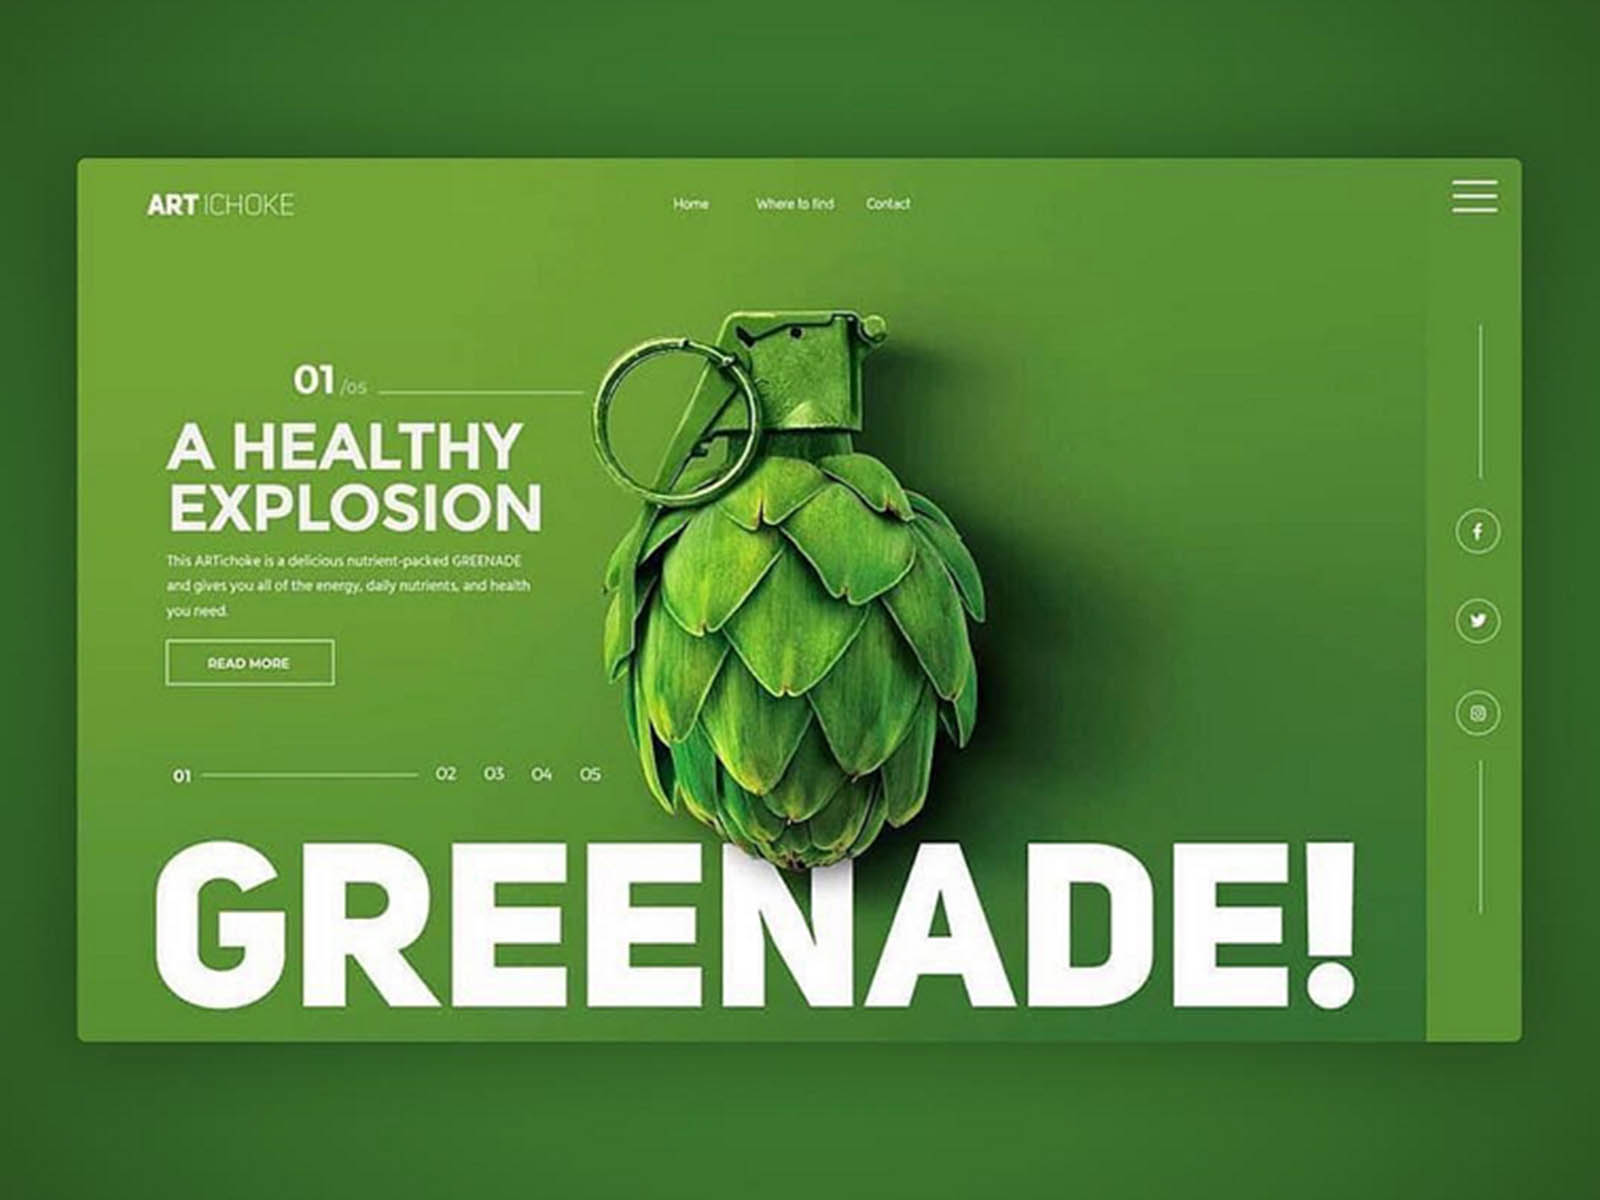 ARTICHOKE
Home Where to find Contact
01 /05
A HEALTHY
EXPLOSION
This ARTichoke is a delicious nutrient-packed GREENADE
and gives you all of the energy, daily nutrients, and health
you need.
READ MORE
01 02 03 04 05
GREENADE!